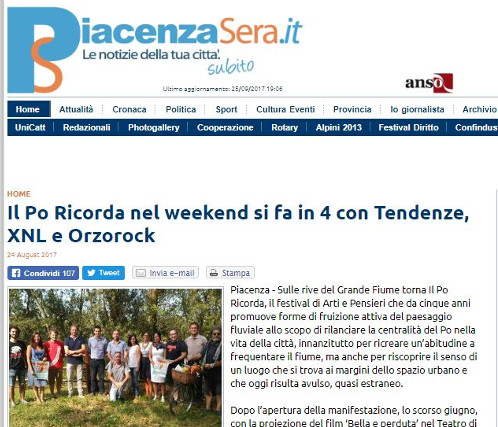 PiacenzaSera.it
Le notizie della tua citta'.
subito
Ultimo aggiornamento: 25/09/2017 19:06
anso
Home Attualità Cronaca Politica Sport Cultura Eventi Provincia Io giornalista Archivio
UniCatt Redazionali Photogallery Cooperazione Rotary Alpini 2013 Festival Diritto Confindus
HOME
Il Po Ricorda nel weekend si fa in 4 con Tendenze,
XNL e Orzorock
24 August 2017
Condividi 107 Tweet Invia e-mail Stampa
Piacenza - Sulle rive del Grande Fiume torna Il Po
Ricorda, il festival di Arti e Pensieri che da cinque anni
promuove forme di fruizione attiva del paesaggio
fluviale allo scopo di rilanciare la centralità del Po nella
vita della città, innanzitutto per ricreare un'abitudine a
frequentare il fiume, ma anche per riscoprire il senso di
un luogo che si trova ai margini dello spazio urbano e
che oggi risulta avulso, quasi estraneo.
Dopo l'apertura della manifestazione, lo scorso giugno,
con la proiezione del film 'Bella e perduta' nel Teatro di